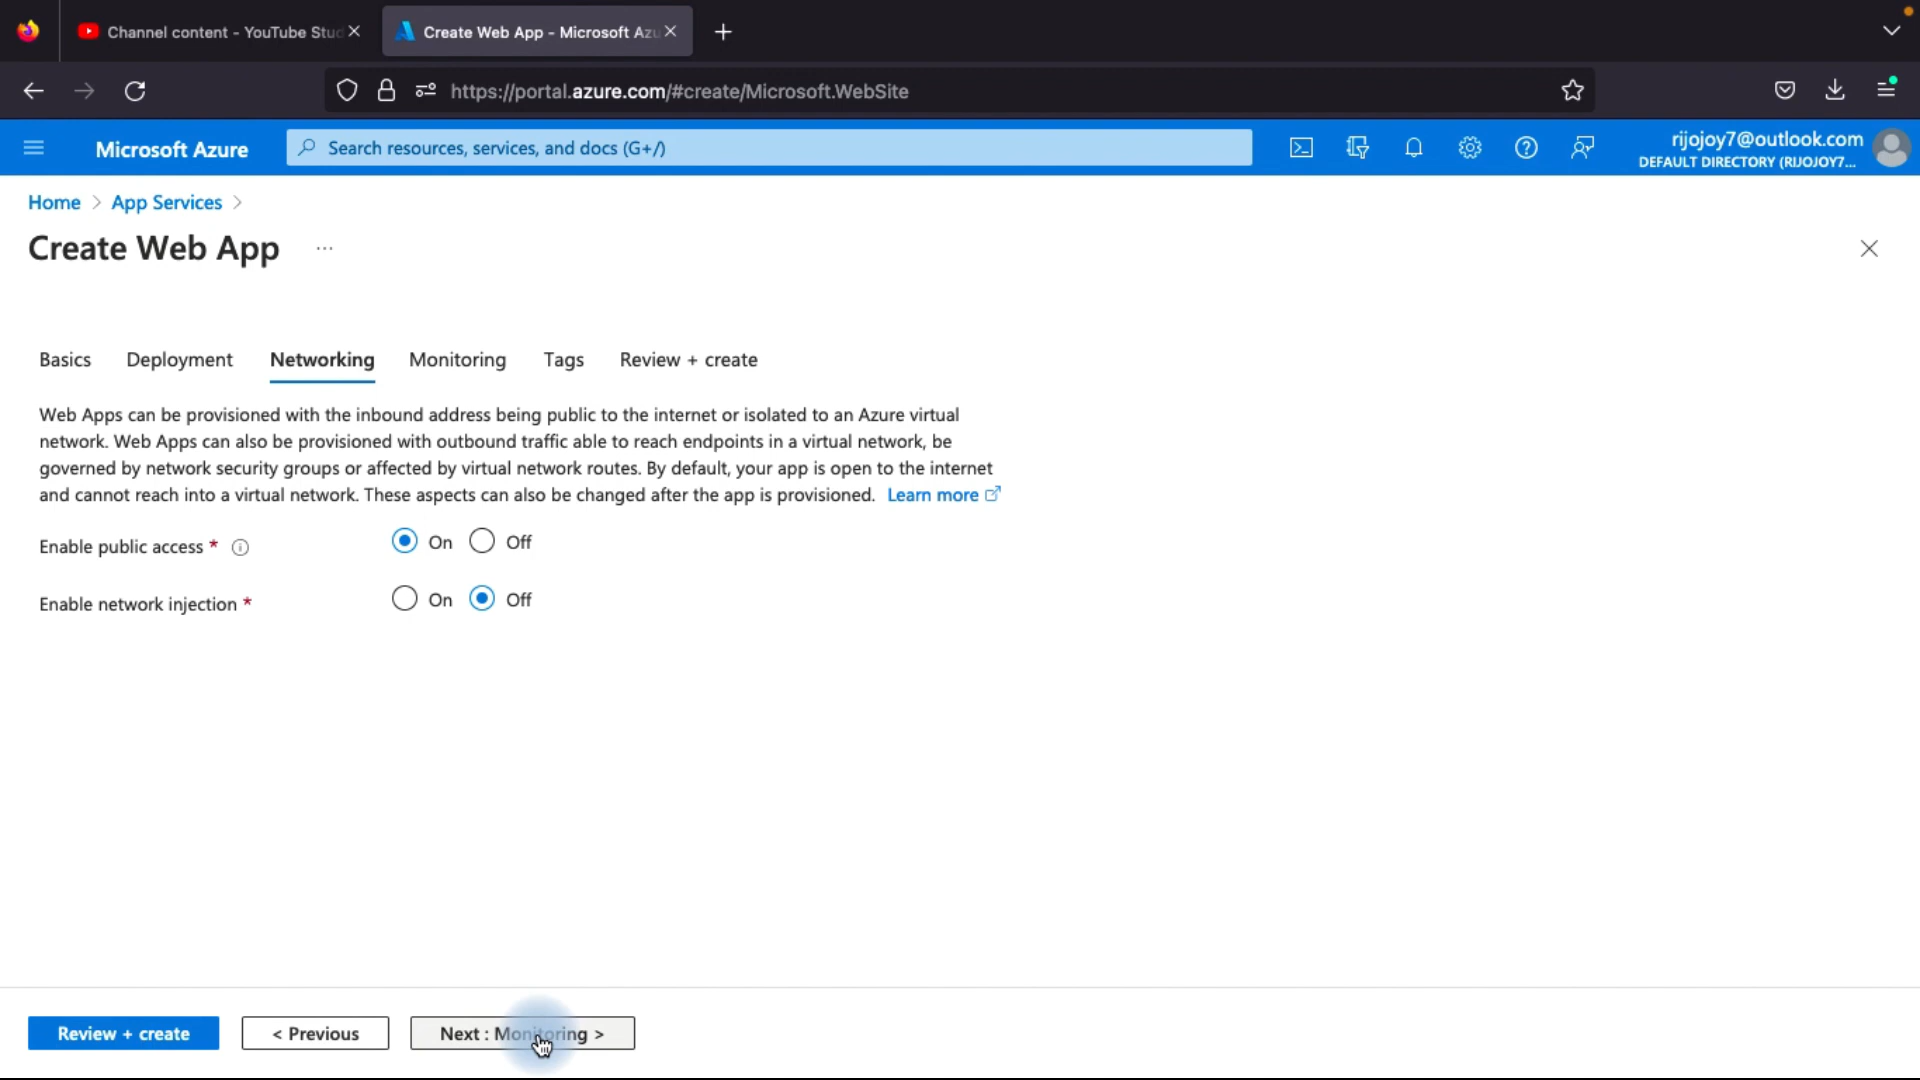 Channel content - YouTube Stud
Create Web App - Microsoft Azu
https://portal.azure.com/#create/Microsoft.WebSite
Microsoft Azure
Search resources, services, and docs (G+/)
rijojoy7@outlook.com
DEFAULT DIRECTORY (RIJOJOY7...
Home > App Services >
Create Web App ...
Basics Deployment Networking Monitoring Tags Review + create
Web Apps can be provisioned with the inbound address being public to the internet or isolated to an Azure virtual
network. Web Apps can also be provisioned with outbound traffic able to reach endpoints in a virtual network, be
governed by network security groups or affected by virtual network routes. By default, your app is open to the internet
and cannot reach into a virtual network. These aspects can also be changed after the app is provisioned. Learn more
Enable public access * On Off
Enable network injection * On Off
Review + create < Previous Next : Monitoring >